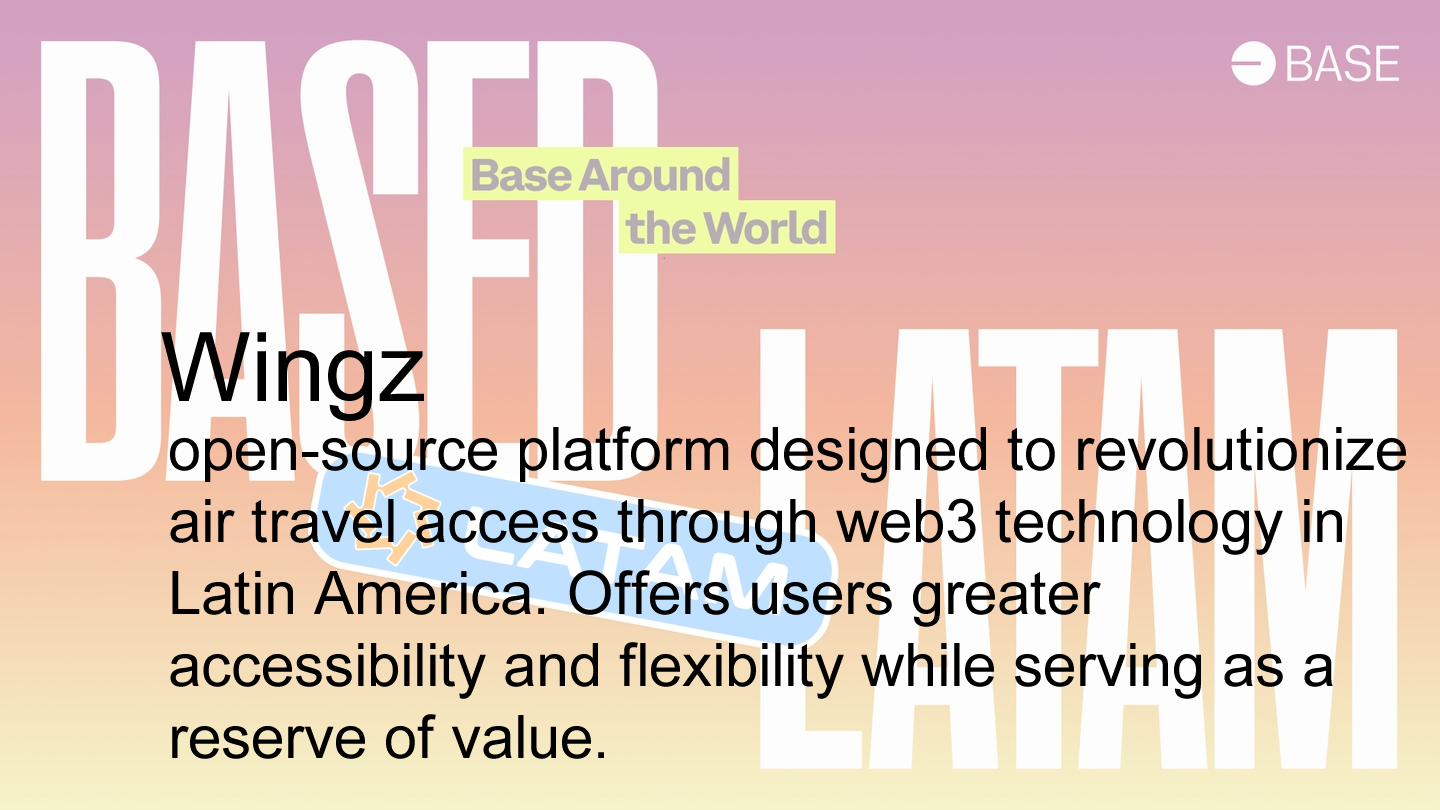 BASED
BASE
Base Around
the World
LATAM
Wingz
open-source platform designed to revolutionize
air travel access through web3 technology in
Latin America. Offers users greater
accessibility and flexibility while serving as a
reserve of value.
LATAM